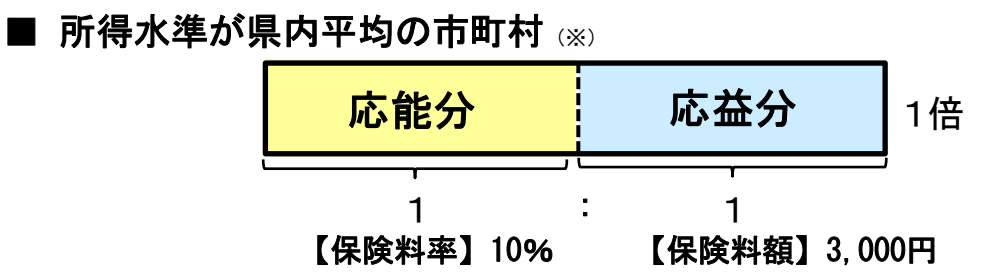 ■ 所得水準が県内平均の市町村（※）
応能分 応益分 １倍
１ : １
【保険料率】10％ 【保険料額】3,000円